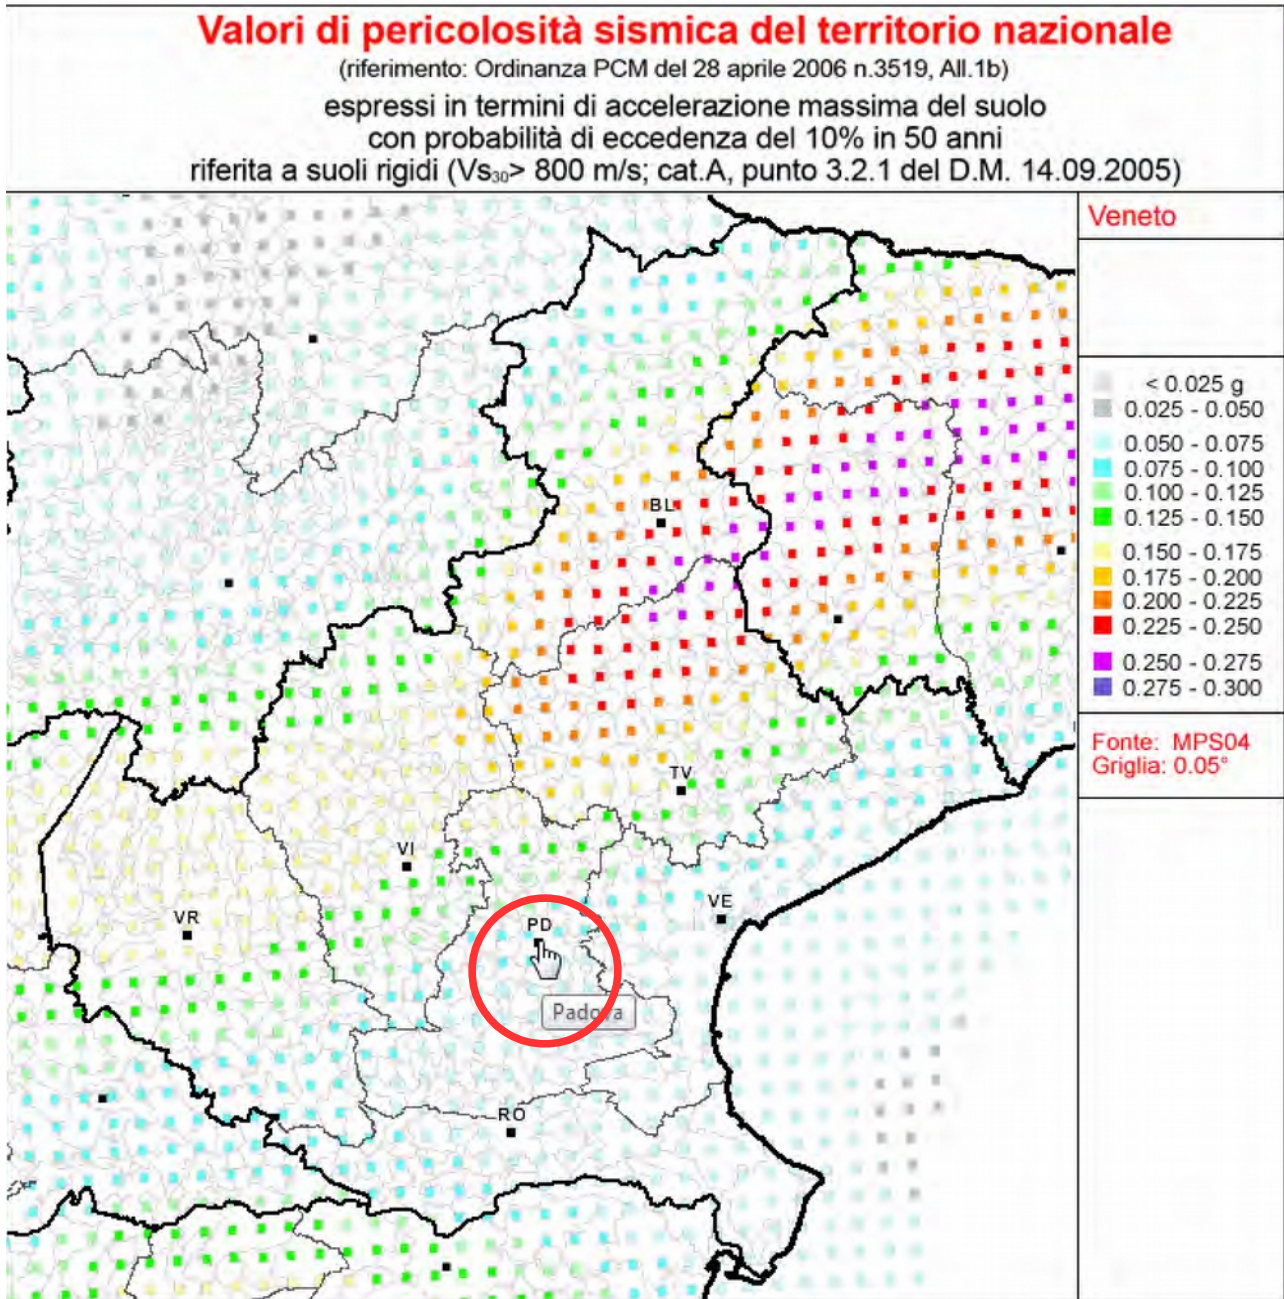 Valori di pericolosità sismica del territorio nazionale
(riferimento: Ordinanza PCM del 28 aprile 2006 n.3519, All.1b)
espressi in termini di accelerazione massima del suolo
con probabilità di eccedenza del 10% in 50 anni
riferita a suoli rigidi (Vs₃₀> 800 m/s; cat.A, punto 3.2.1 del D.M. 14.09.2005)
Veneto
< 0.025 g
0.025 - 0.050
0.050 - 0.075
0.075 - 0.100
0.100 - 0.125
0.125 - 0.150
0.150 - 0.175
0.175 - 0.200
0.200 - 0.225
0.225 - 0.250
0.250 - 0.275
0.275 - 0.300
Fonte: MPS04
Griglia: 0.05°
BL
TV
VI
VE
VR
PD
Padova
RO